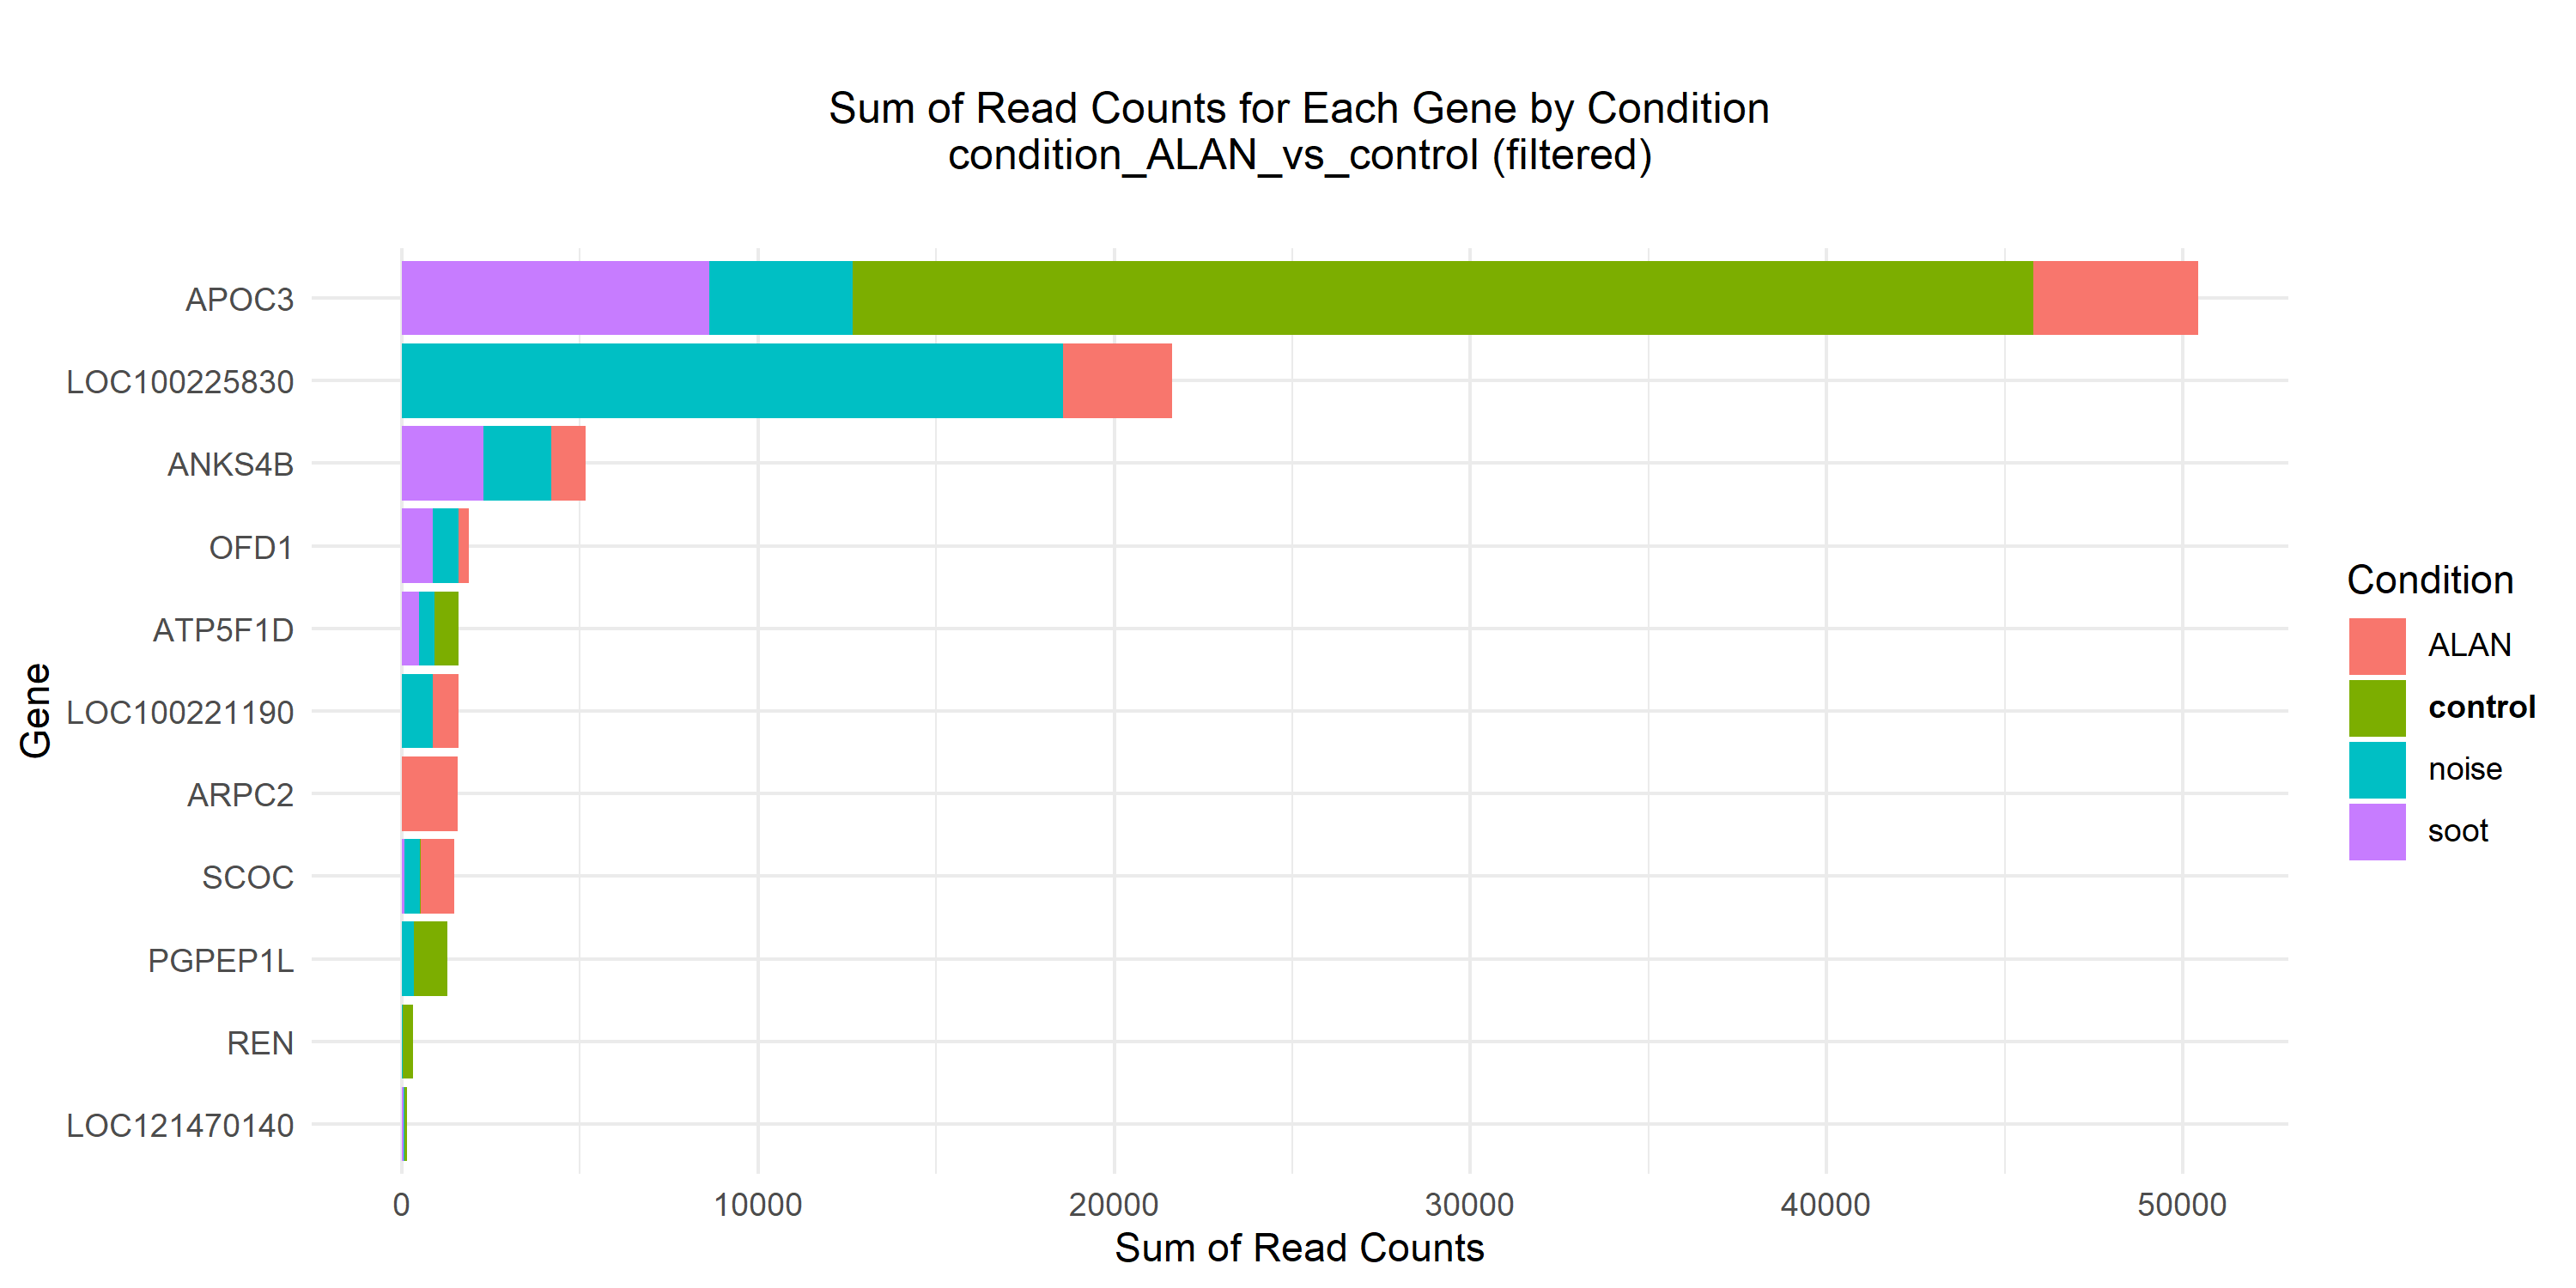 Sum of Read Counts for Each Gene by Condition
condition_ALAN_vs_control (filtered)
Gene
APOC3
LOC100225830
ANKS4B
OFD1
ATP5F1D
LOC100221190
ARPC2
SCOC
PGPEP1L
REN
LOC121470140
0 10000 20000 30000 40000 50000
Sum of Read Counts
Condition
ALAN
control
noise
soot